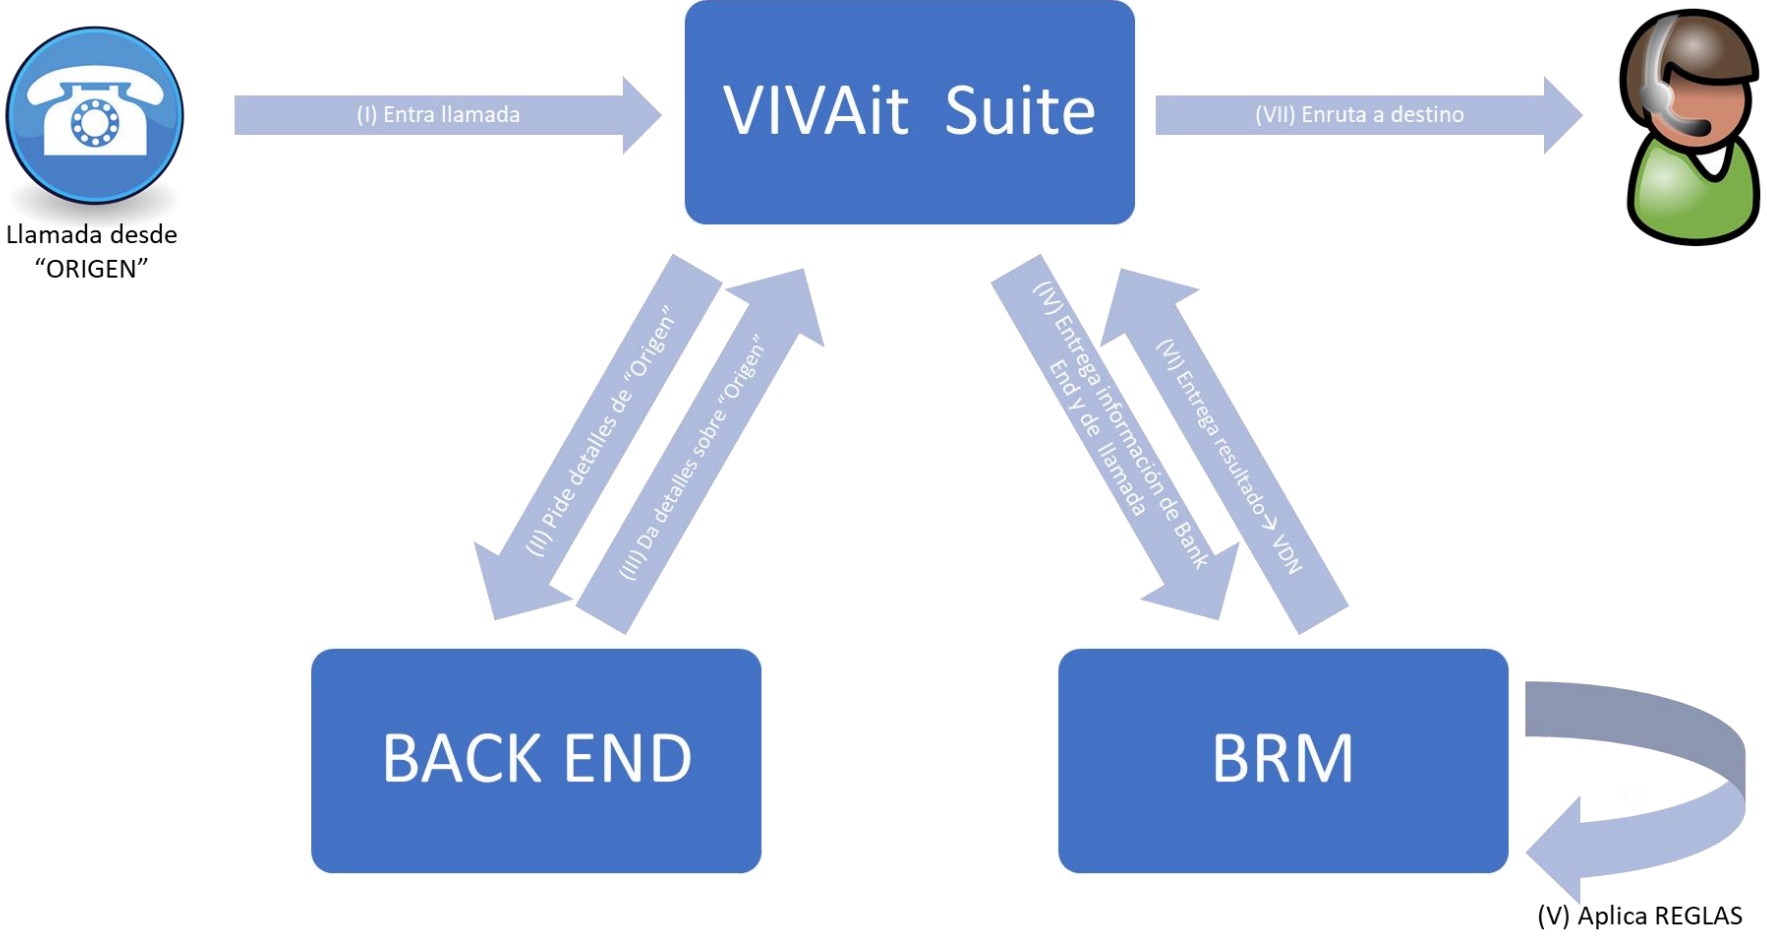 (I) Entra llamada
VIVAit Suite
(VII) Enruta a destino
Llamada desde
“ORIGEN”
(II) Pide detalles de “Origen”
(III) Da detalles sobre “Origen”
(IV) Entrega información de Bank
End y de llamada
(VI) Entrega resultado→ VDN
BACK END
BRM
(V)
(V) Aplica REGLAS